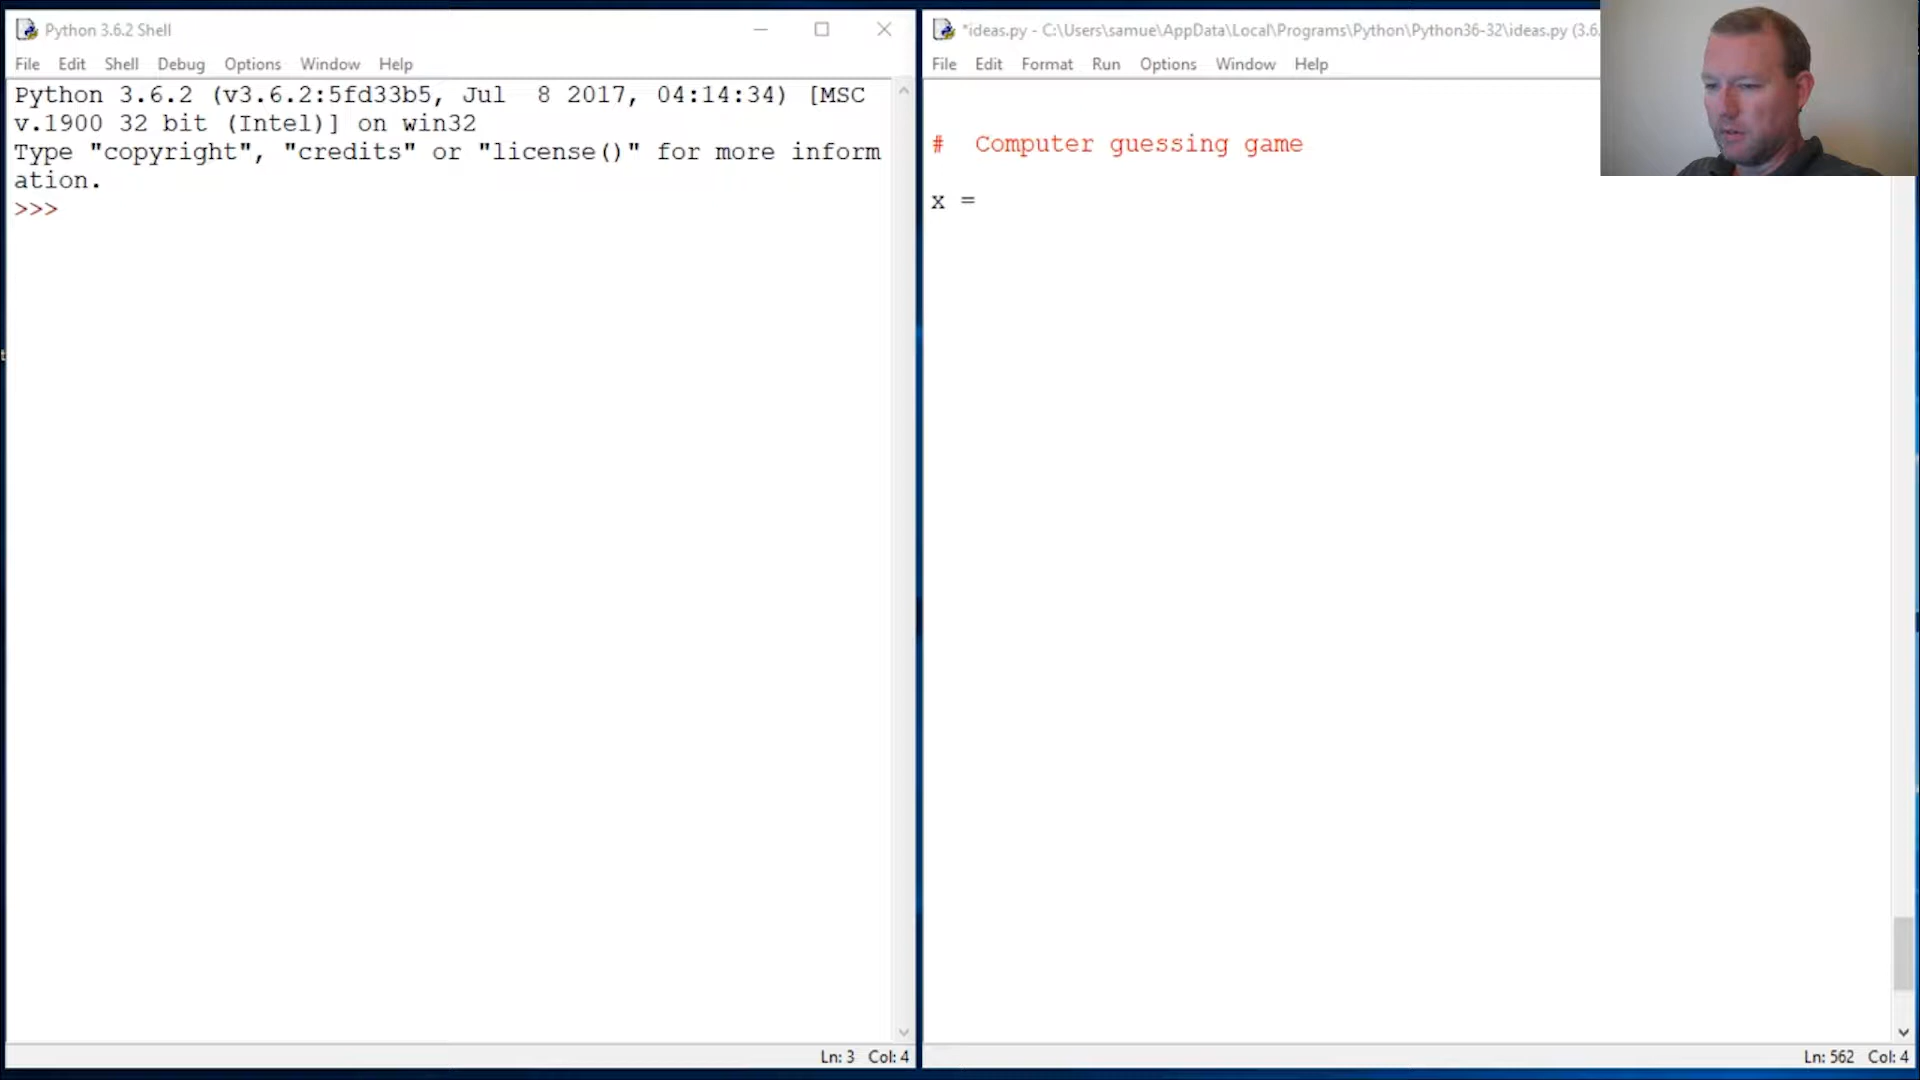 Python 3.6.2 Shell
File Edit Shell Debug Options Window Help
Python 3.6.2 (v3.6.2:5fd33b5, Jul  8 2017, 04:14:34) [MSC
v.1900 32 bit (Intel)] on win32
Type "copyright", "credits" or "license()" for more inform
ation.
>>>
Ln: 3 Col: 4
*ideas.py - C:\Users\samue\AppData\Local\Programs\Python\Python36-32\ideas.py (3.6.
File Edit Format Run Options Window Help
#  Computer guessing game
x =
Ln: 562 Col: 4